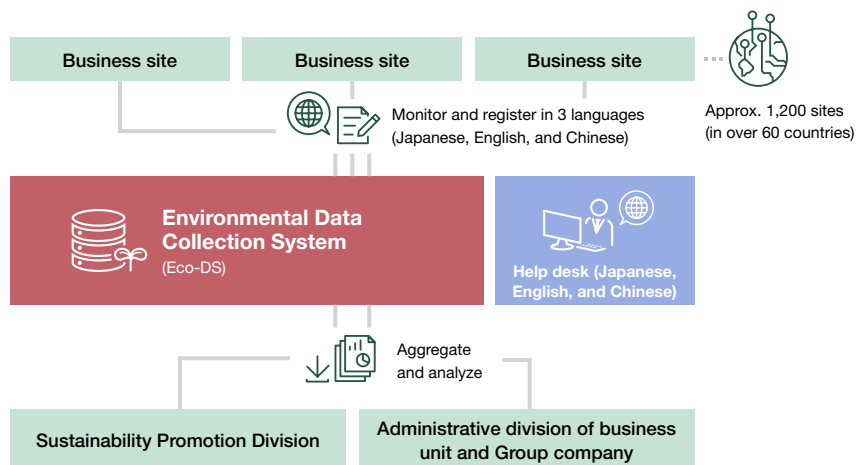 Business site
Business site
Business site
Monitor and register in 3 languages
(Japanese, English, and Chinese)
Approx. 1,200 sites
(in over 60 countries)
Environmental Data
Collection System
(Eco-DS)
Help desk (Japanese,
English, and Chinese)
Aggregate
and analyze
Sustainability Promotion Division
Administrative division of business
unit and Group company